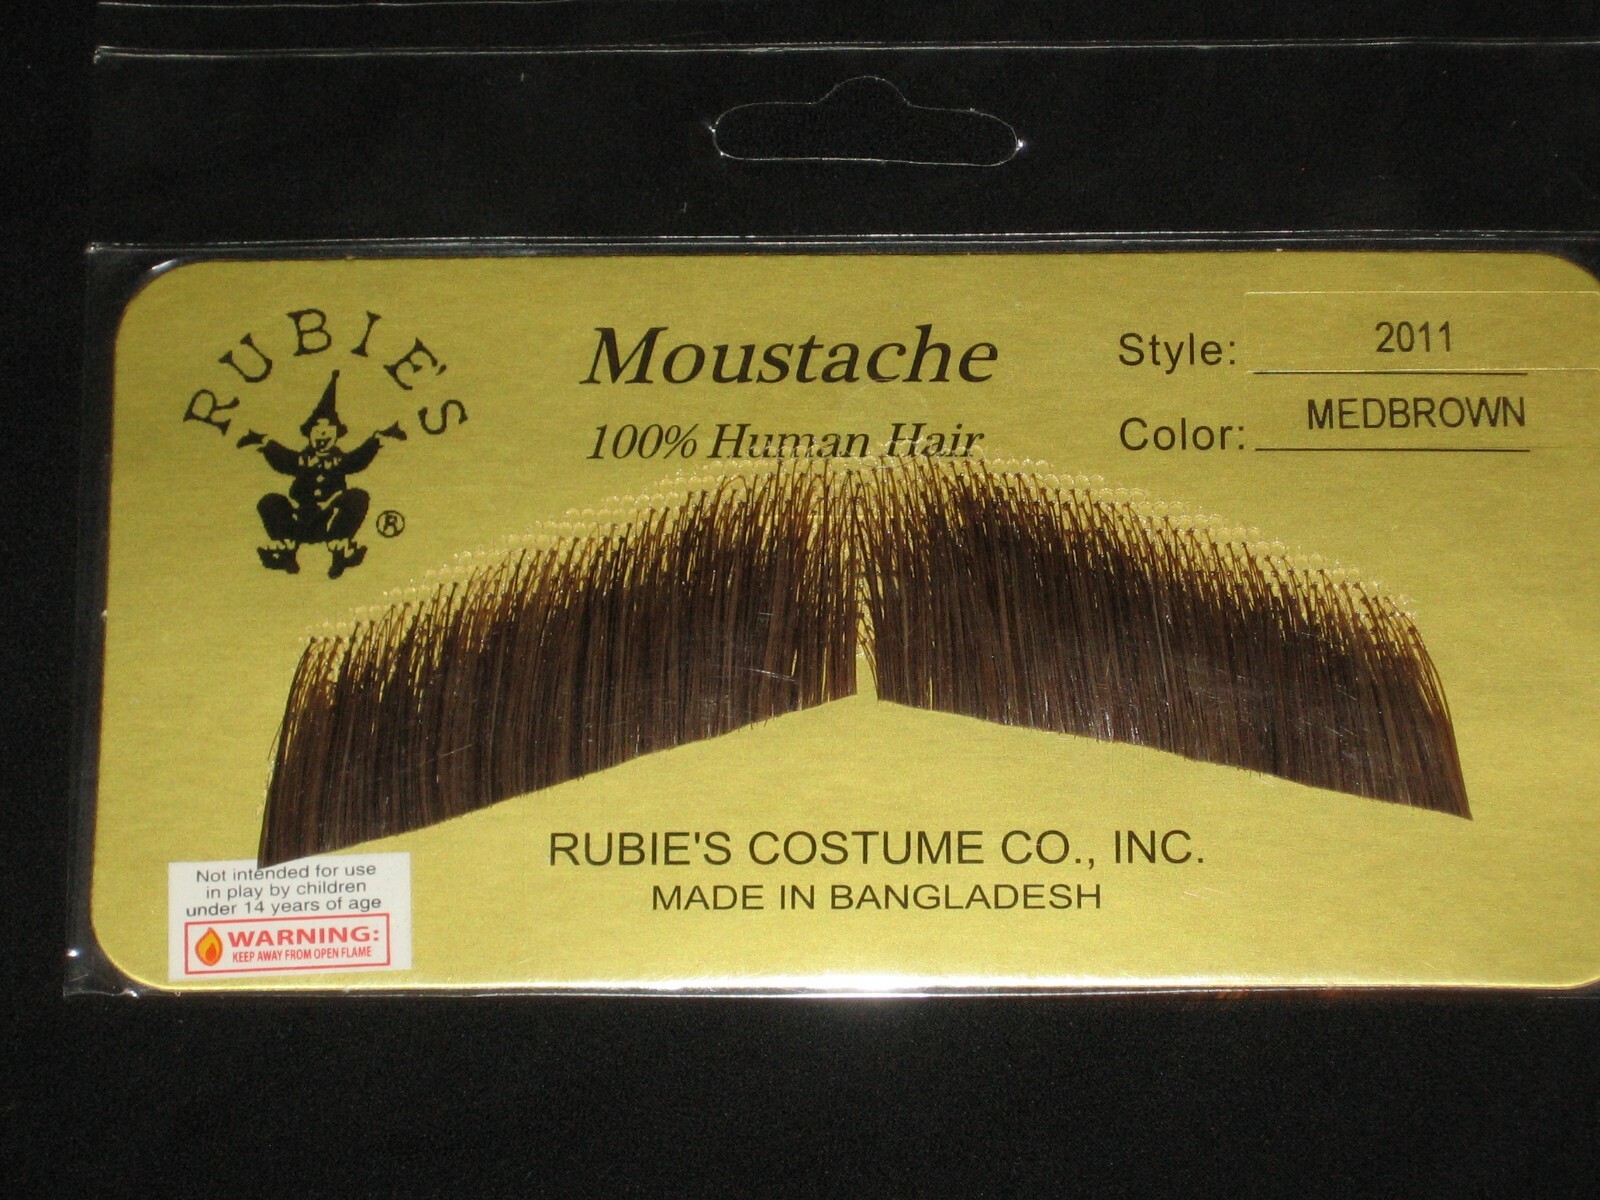 RUBIE'S
®
Moustache
100% Human Hair
Style: 2011
Color: MEDBROWN
RUBIE'S COSTUME CO., INC.
MADE IN BANGLADESH
Not intended for use
in play by children
under 14 years of age
WARNING:
KEEP AWAY FROM OPEN FLAME